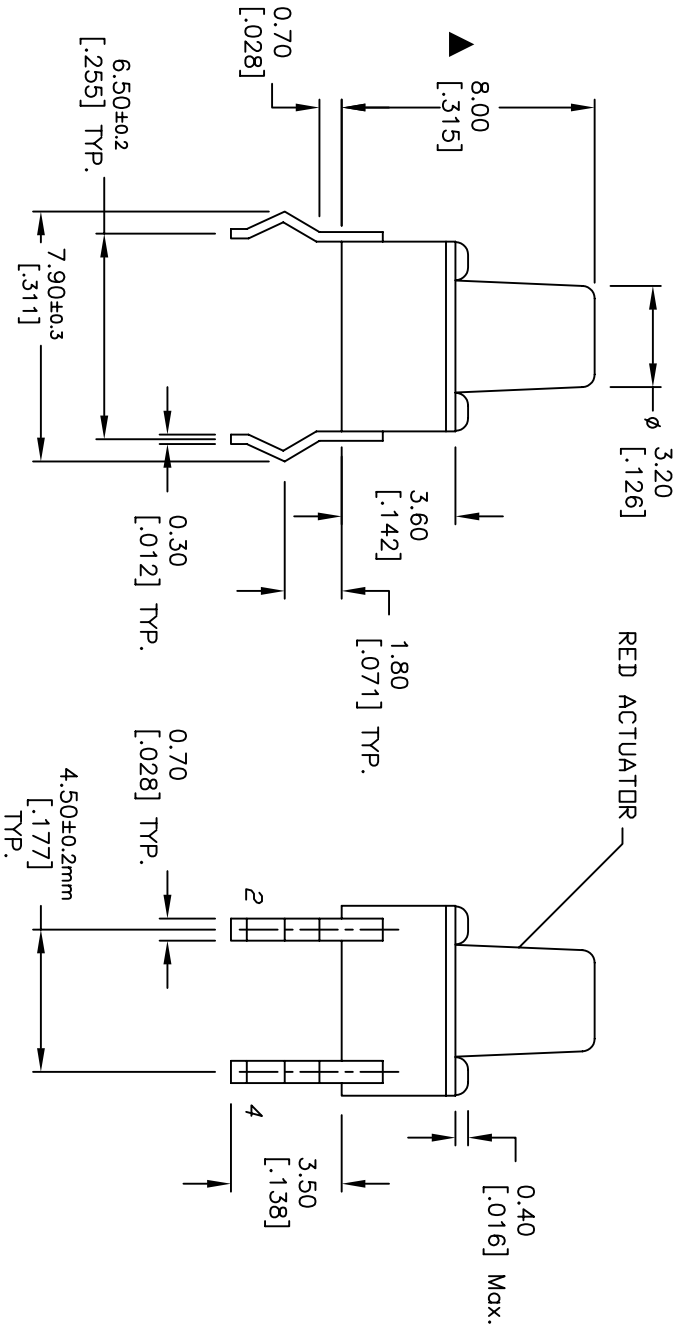 8.00
[.315]
0.70
[.028]
6.50±0.2
[.255] TYP.
7.90±0.3
[.311]
ø 3.20
[.126]
3.60
[.142]
0.30
[.012] TYP.
1.80
[.071] TYP.
RED ACTUATOR
0.70
[.028] TYP.
4.50±0.2mm
[.177]
TYP.
2
4
3.50
[.138]
0.40
[.016] Max.